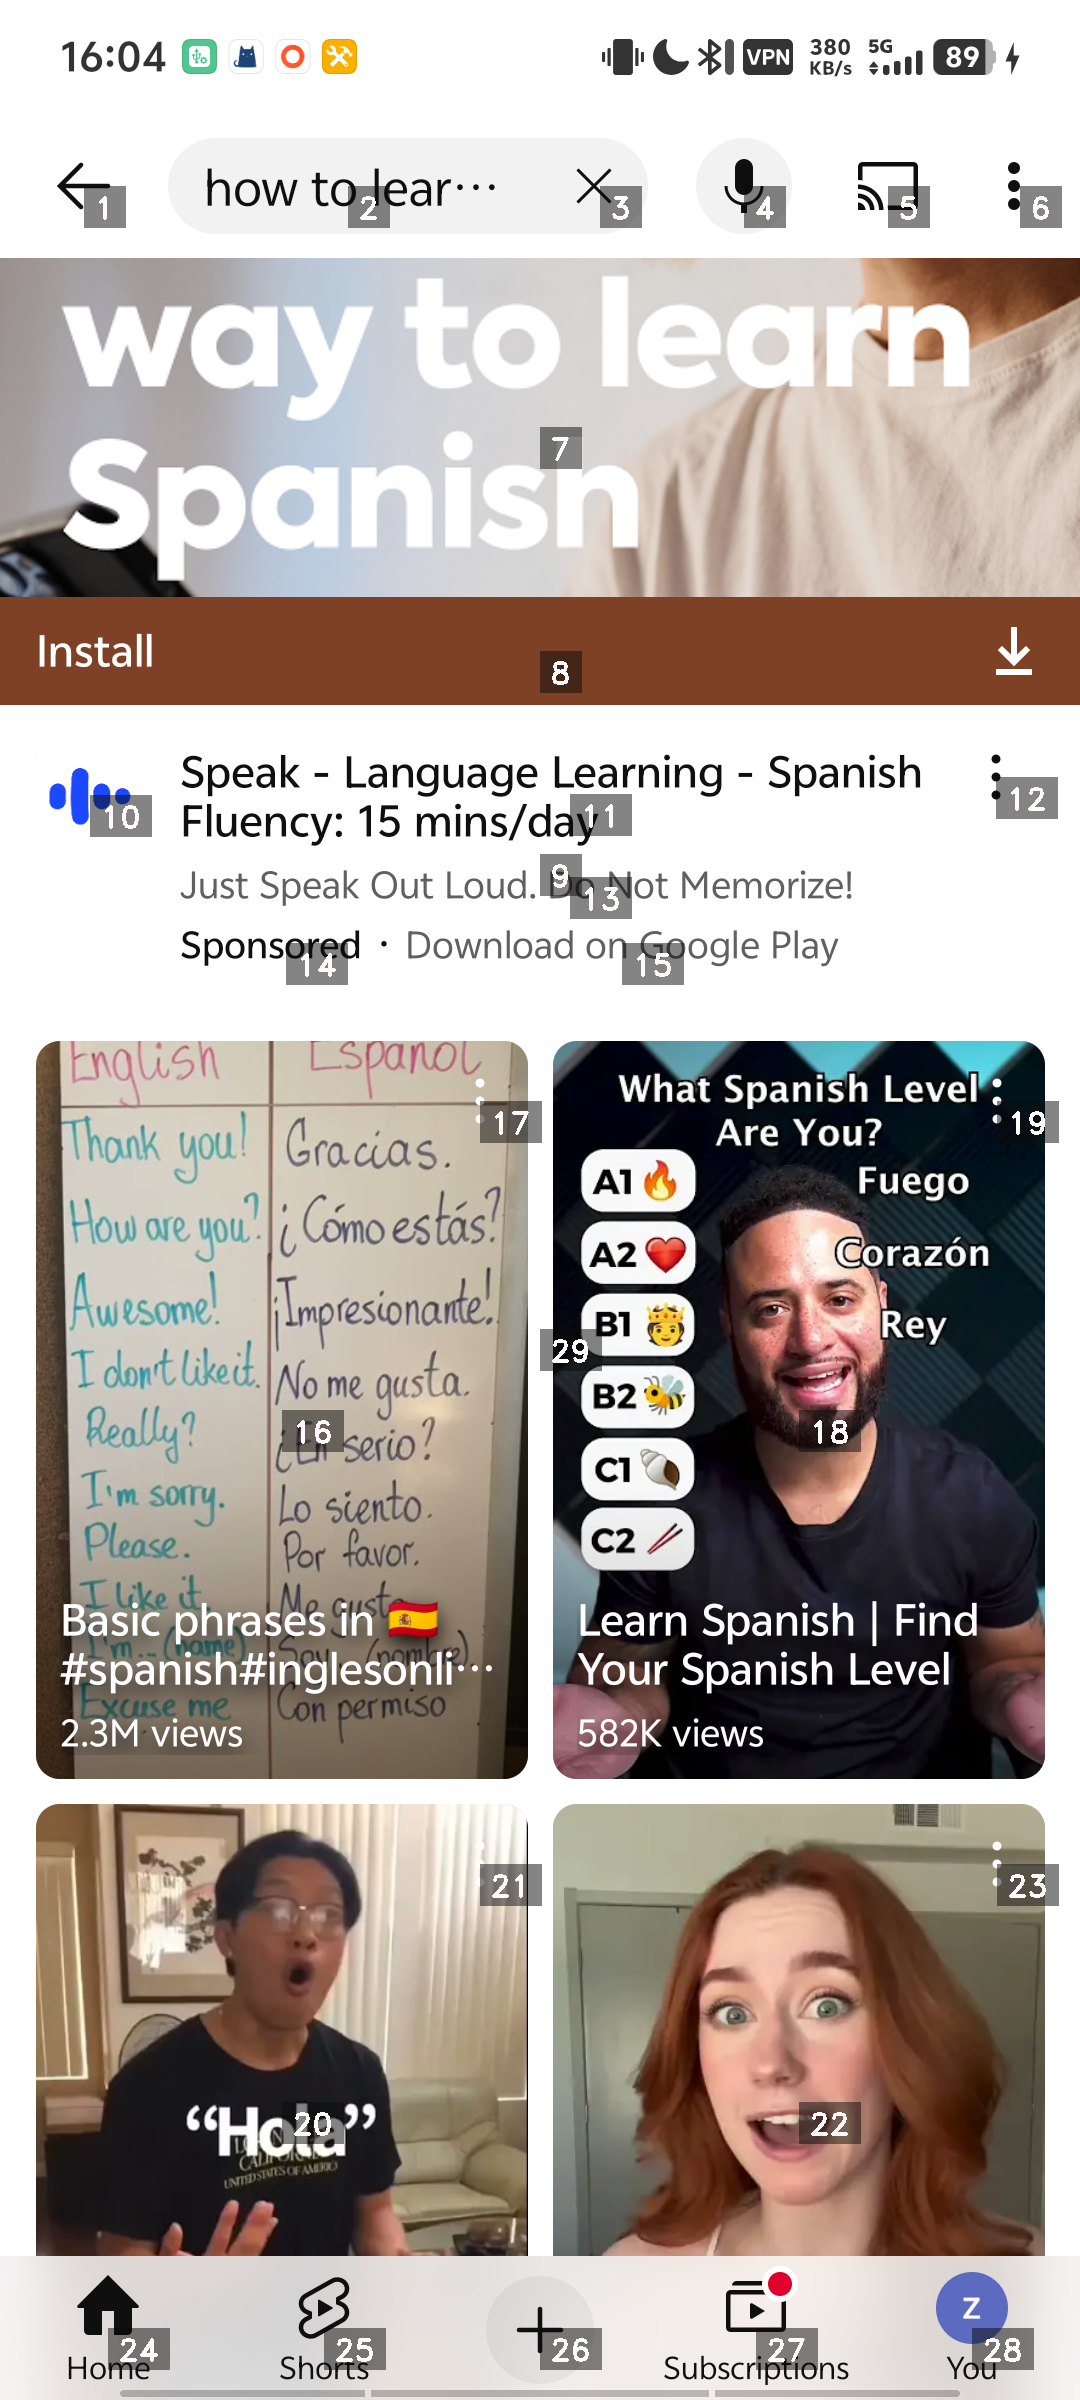 16:04
VPN
380 KB/s
5G
89
how to lear···
1
2
3
4
5
6
way to learn
Spanish
7
Install
8
Speak - Language Learning - Spanish
Fluency: 15 mins/day
10
11
12
Just Speak Out Loud. Do Not Memorize!
9
13
Sponsored · Download on Google Play
14
15
English Español
Thank you! Gracias.
How are you? ¿Cómo estás?
Awesome! ¡Impresionante!
I don't like it. No me gusta.
Really? ¿En serio?
I'm sorry. Lo siento.
Please. Por favor.
I like it Me gusta
I'm... (name) Soy... (nombre)
Excuse me Con permiso
16
17
Basic phrases in 🇪🇸
#spanish#inglesonli···
2.3M views
What Spanish Level
Are You?
19
A1 Fuego
A2 Corazón
B1 Rey
29
B2
18
C1
C2
Learn Spanish | Find
Your Spanish Level
582K views
21
23
“Hola”
CALIFORNIA
UNITED STATES OF AMERICA
20
22
Z
24
25
26
27
28
Home
Shorts
Subscriptions
You